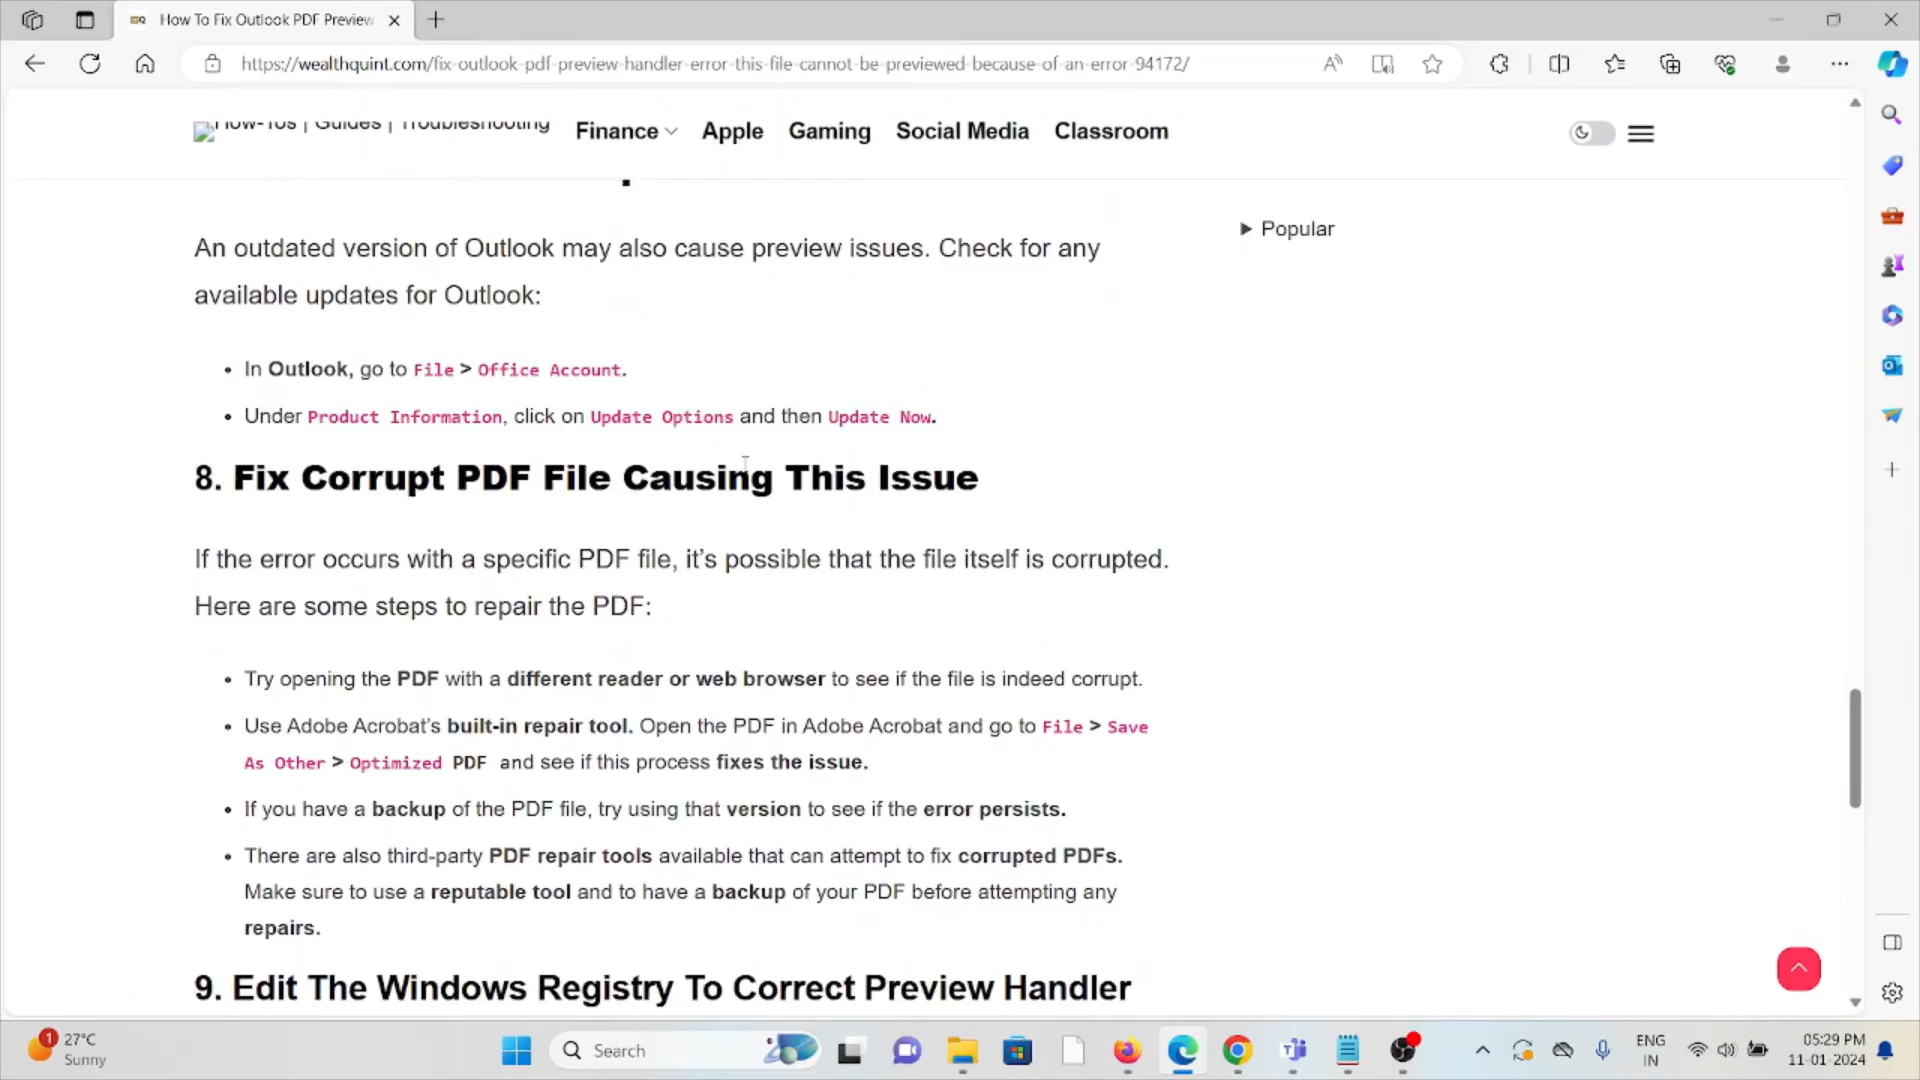 How To Fix Outlook PDF Preview
https://wealthquint.com/fix-outlook-pdf-preview-handler-error-this-file-cannot-be-previewed-because-of-an-error-94172/
How-Tos | Guides | Troubleshooting Finance Apple Gaming Social Media Classroom
An outdated version of Outlook may also cause preview issues. Check for any
available updates for Outlook:
Popular
In Outlook, go to File > Office Account.
Under Product Information, click on Update Options and then Update Now.
8. Fix Corrupt PDF File Causing This Issue
If the error occurs with a specific PDF file, it’s possible that the file itself is corrupted.
Here are some steps to repair the PDF:
Try opening the PDF with a different reader or web browser to see if the file is indeed corrupt.
Use Adobe Acrobat’s built-in repair tool. Open the PDF in Adobe Acrobat and go to File > Save
As Other > Optimized PDF and see if this process fixes the issue.
If you have a backup of the PDF file, try using that version to see if the error persists.
There are also third-party PDF repair tools available that can attempt to fix corrupted PDFs.
Make sure to use a reputable tool and to have a backup of your PDF before attempting any
repairs.
9. Edit The Windows Registry To Correct Preview Handler
1
27°C
Sunny
Search
ENG
IN
05:29 PM
11-01-2024